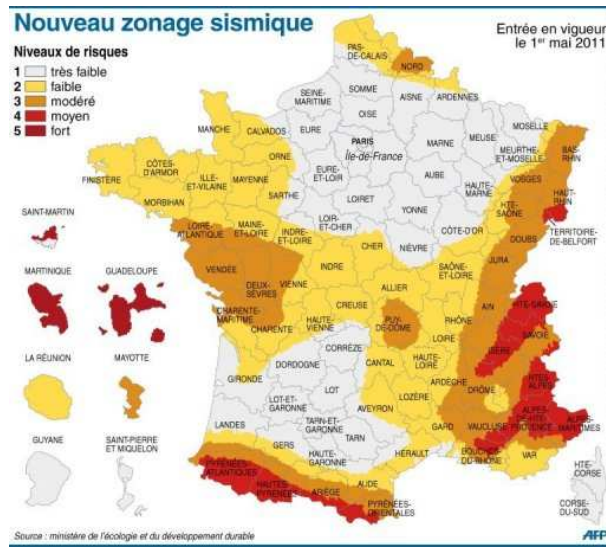 Nouveau zonage sismique
Entrée en vigueur
le 1er mai 2011
Niveaux de risques
1 très faible
2 faible
3 modéré
4 moyen
5 fort
PAS-
DE-CALAIS
NORD
SEINE-
MARITIME
SOMME
AISNE
ARDENNES
OISE
MANCHE
CALVADOS
EURE
PARIS
Île-de-France
MARNE
MEUSE
MOSELLE
MEURTHE-
ET-MOSELLE
BAS-
RHIN
ORNE
CÔTES-
D'ARMOR
FINISTÈRE
ILLE-
ET-VILAINE
MAYENNE
EURE-
ET-LOIR
AUBE
HAUTE-
MARNE
VOSGES
HAUT-
RHIN
MORBIHAN
SARTHE
LOIRET
YONNE
HTE-
SAÔNE
TERRITOIRE-
DE-BELFORT
LOIR-
ET-CHER
CÔTE-D'OR
DOUBS
LOIRE-
ATLANTIQUE
MAINE-
ET-LOIRE
INDRE-
ET-LOIRE
CHER
NIÈVRE
JURA
VENDÉE
DEUX-
SÈVRES
VIENNE
INDRE
SAÔNE-
ET-LOIRE
ALLIER
CREUSE
AIN
HTE-SAVOIE
CHARENTE-
MARITIME
CHARENTE
HAUTE-
VIENNE
PUY-
DE-DÔME
RHÔNE
LOIRE
SAVOIE
ISÈRE
CORRÈZE
DORDOGNE
CANTAL
HAUTE-
LOIRE
GIRONDE
LOT
ARDÈCHE
DRÔME
HTES-
ALPES
LOT-ET-
GARONNE
AVEYRON
LOZÈRE
LANDES
TARN-ET-
GARONNE
TARN
GARD
VAUCLUSE
ALPES-
DE-HTE-
PROVENCE
ALPES-
MARITIMES
GERS
HAUTE-
GARONNE
HÉRAULT
BOUCHES-
DU-RHÔNE
VAR
PYRÉNÉES-
ATLANTIQUES
HAUTES-
PYRÉNÉES
ARIÈGE
AUDE
PYRÉNÉES-
ORIENTALES
HTE-
CORSE
CORSE-
DU-SUD
SAINT-MARTIN
MARTINIQUE
GUADELOUPE
LA RÉUNION
MAYOTTE
GUYANE
SAINT-PIERRE
ET MIQUELON
Source : ministère de l'écologie et du développement durable
AFP